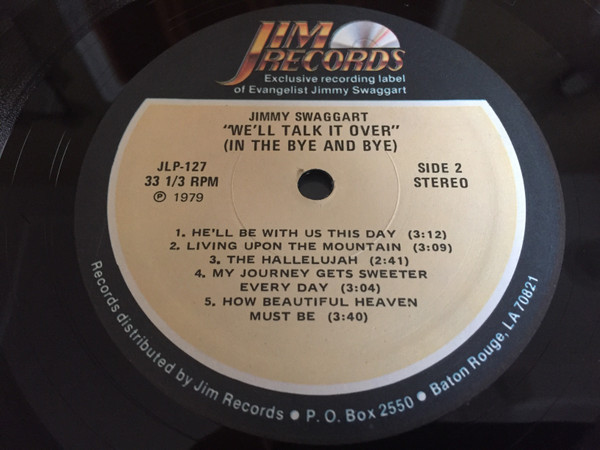 JIM
RECORDS
Exclusive recording label
of Evangelist Jimmy Swaggart
JIMMY SWAGGART
"WE'LL TALK IT OVER"
(IN THE BYE AND BYE)
JLP-127
33 1/3 RPM
℗ 1979
SIDE 2
STEREO
1. HE'LL BE WITH US THIS DAY (3:12)
2. LIVING UPON THE MOUNTAIN (3:09)
3. THE HALLELUJAH (2:41)
4. MY JOURNEY GETS SWEETER
EVERY DAY (3:04)
5. HOW BEAUTIFUL HEAVEN
MUST BE (3:40)
Records distributed by Jim Records ● P. O. Box 2550 ● Baton Rouge, LA 70821